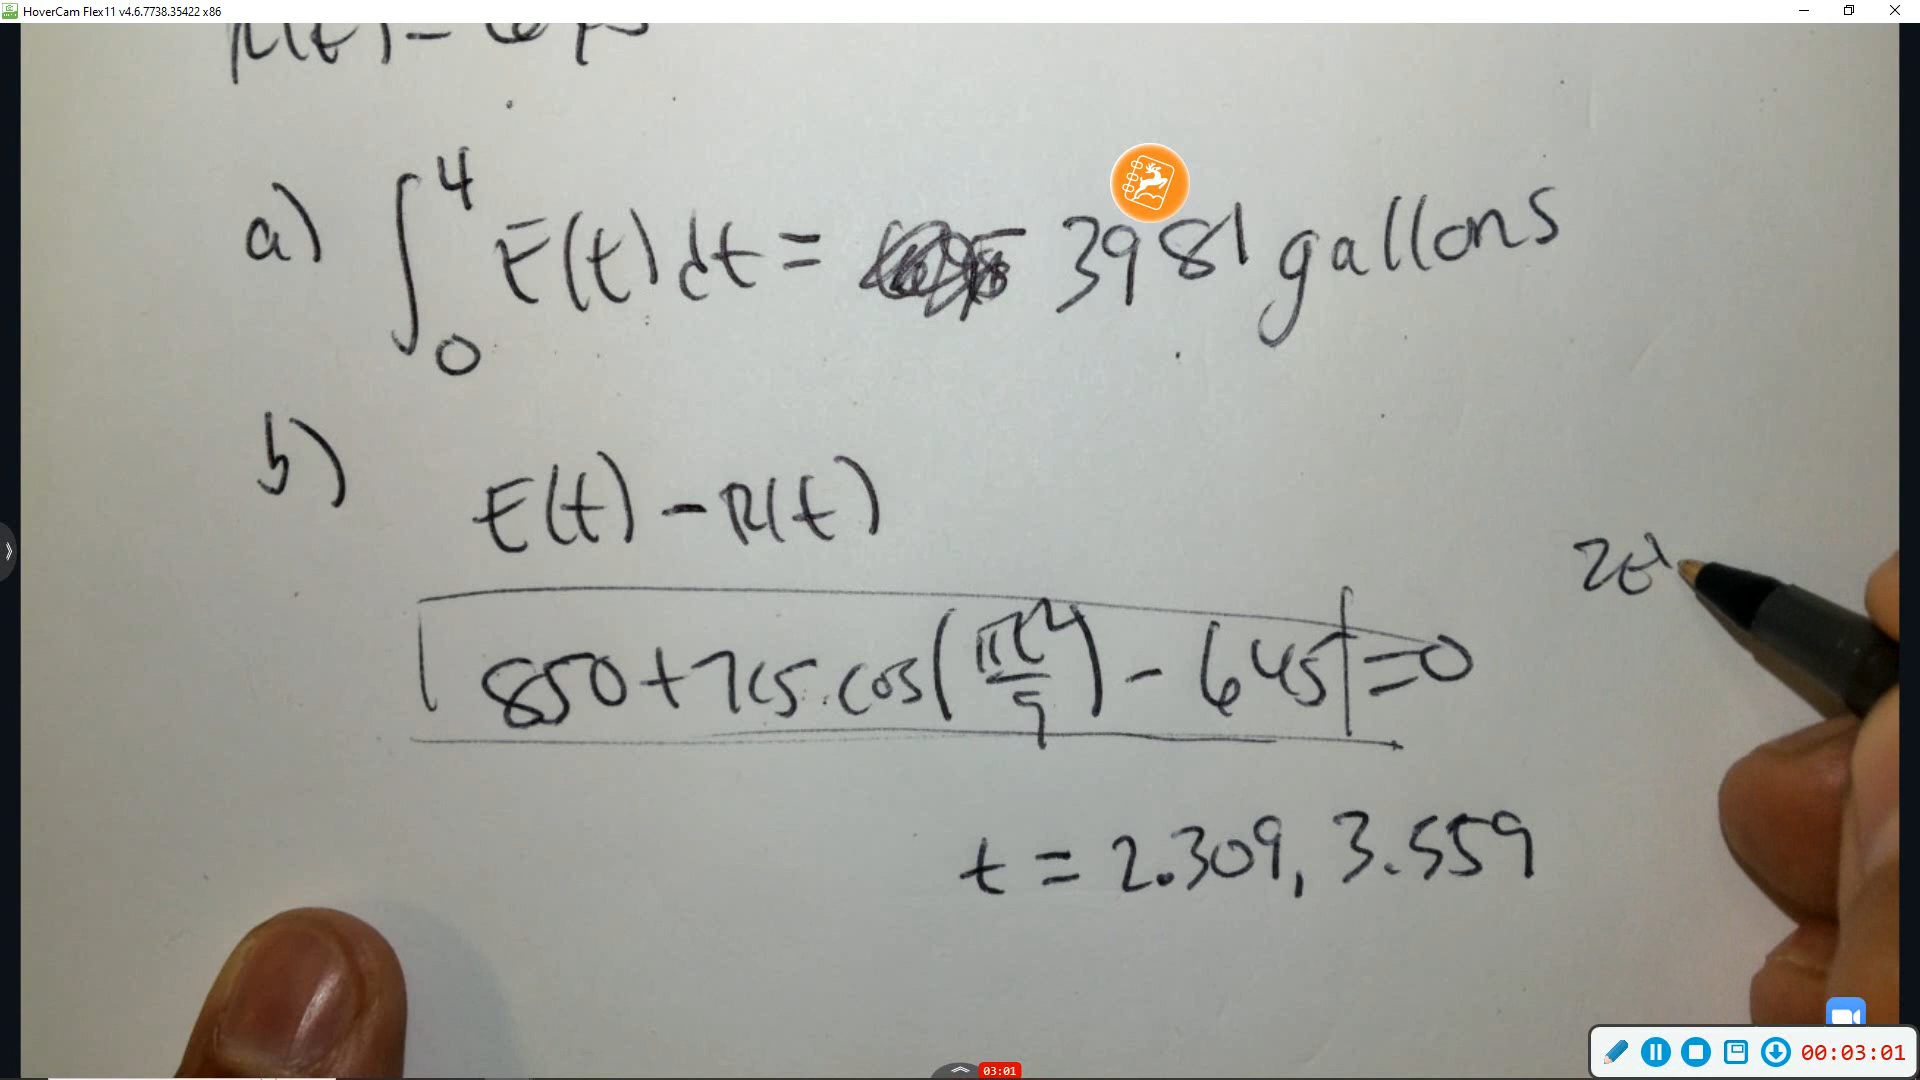 HoverCam Flex11 v4.6.7738.35422 x86
a) ∫₀⁴ E(t) dt = 3981 gallons
b)
E(t) - R(t)
850 + 715 · cos(πt²/9) - 645 = 0
t = 2.309, 3.559
00:03:01
03:01